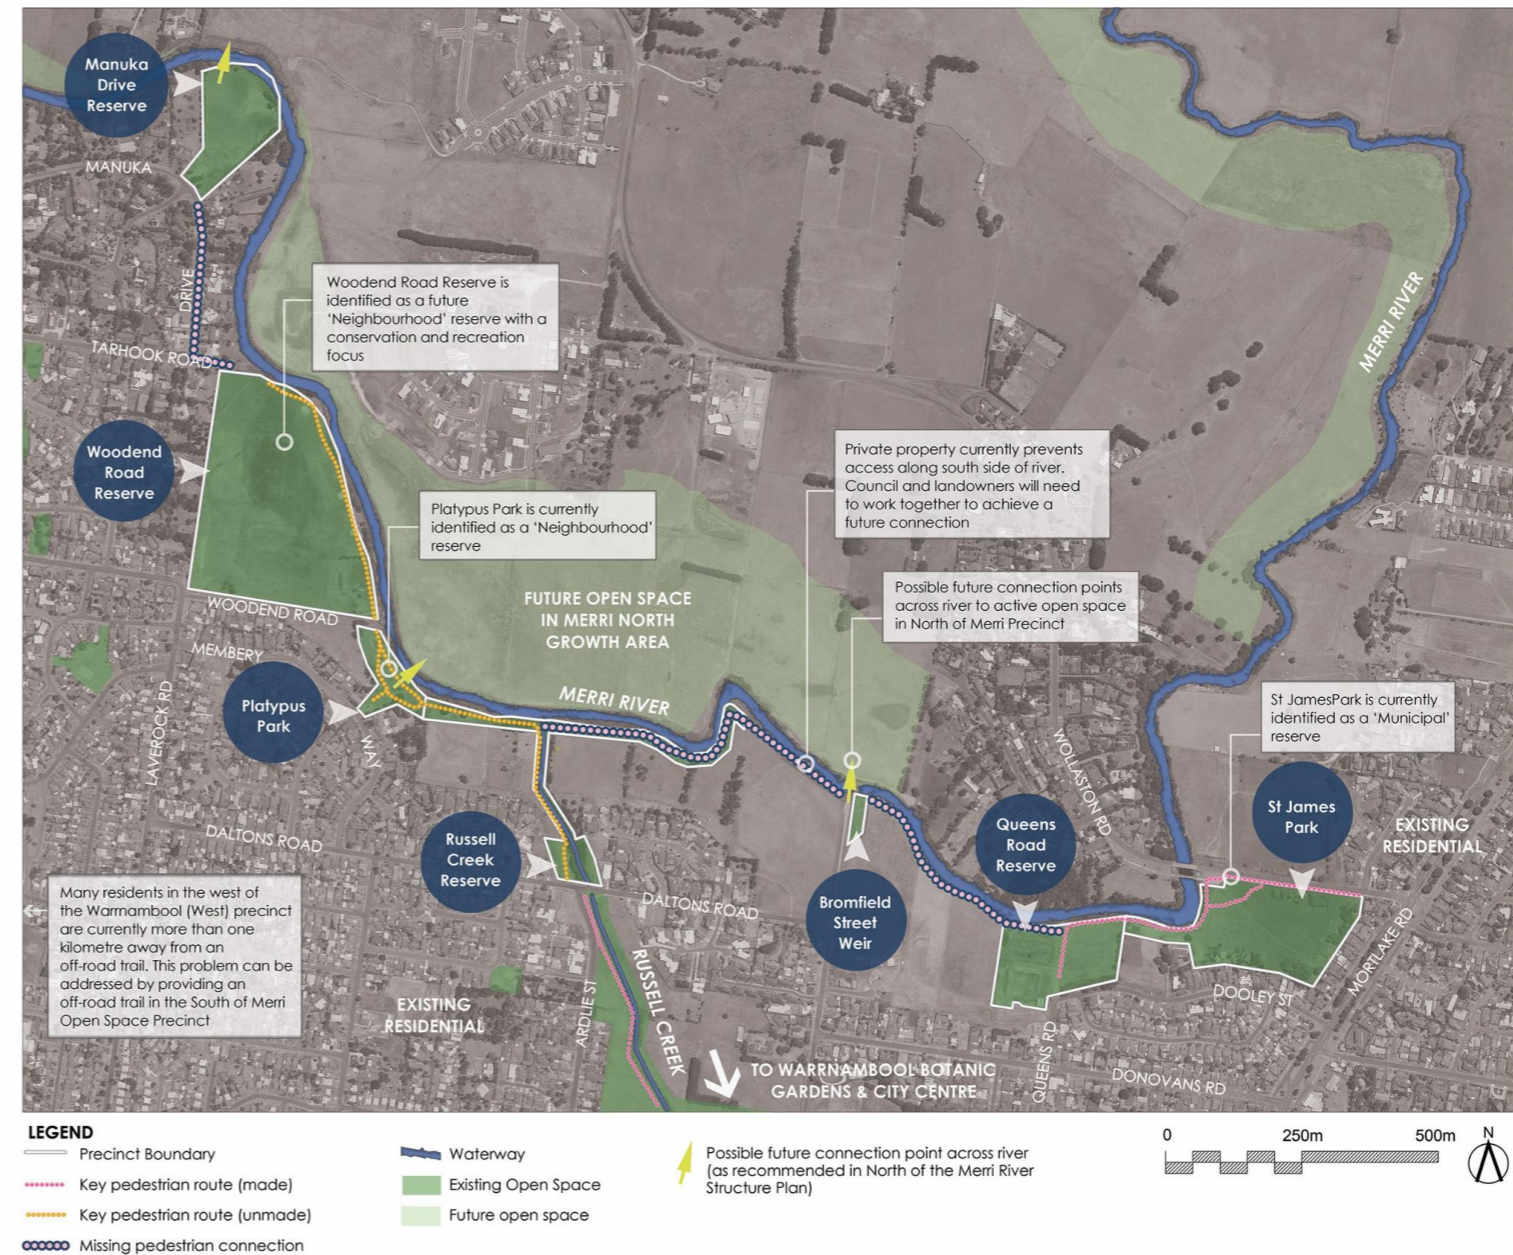 Manuka
Drive
Reserve
MANUKA
DRIVE
TARHOOK ROAD
Woodend Road Reserve is
identified as a future
'Neighbourhood' reserve with a
conservation and recreation
focus
MERRI RIVER
Woodend
Road
Reserve
Private property currently prevents
access along south side of river.
Council and landowners will need
to work together to achieve a
future connection
Platypus Park is currently
identified as a 'Neighbourhood'
reserve
Possible future connection points
across river to active open space
in North of Merri Precinct
FUTURE OPEN SPACE
IN MERRI NORTH
GROWTH AREA
WOODEND ROAD
MEMBERY
WAY
LAVEROCK RD
Platypus
Park
MERRI RIVER
St JamesPark is currently
identified as a 'Municipal'
reserve
WOLLASTON RD
St James
Park
EXISTING
RESIDENTIAL
Queens
Road
Reserve
DALTONS ROAD
Russell
Creek
Reserve
DALTONS ROAD
Bromfield
Street
Weir
Many residents in the west of
the Warrnambool (West) precinct
are currently more than one
kilometre away from an
off-road trail. This problem can be
addressed by providing an
off-road trail in the South of Merri
Open Space Precinct
EXISTING
RESIDENTIAL
ARDLIE ST
RUSSELL CREEK
MORTLAKE RD
DOOLEY ST
QUEENS RD
DONOVANS RD
TO WARRNAMBOOL BOTANIC
GARDENS & CITY CENTRE
LEGEND
Precinct Boundary
Key pedestrian route (made)
Key pedestrian route (unmade)
Missing pedestrian connection
Waterway
Existing Open Space
Future open space
Possible future connection point across river
(as recommended in North of the Merri River
Structure Plan)
0 250m 500m
N